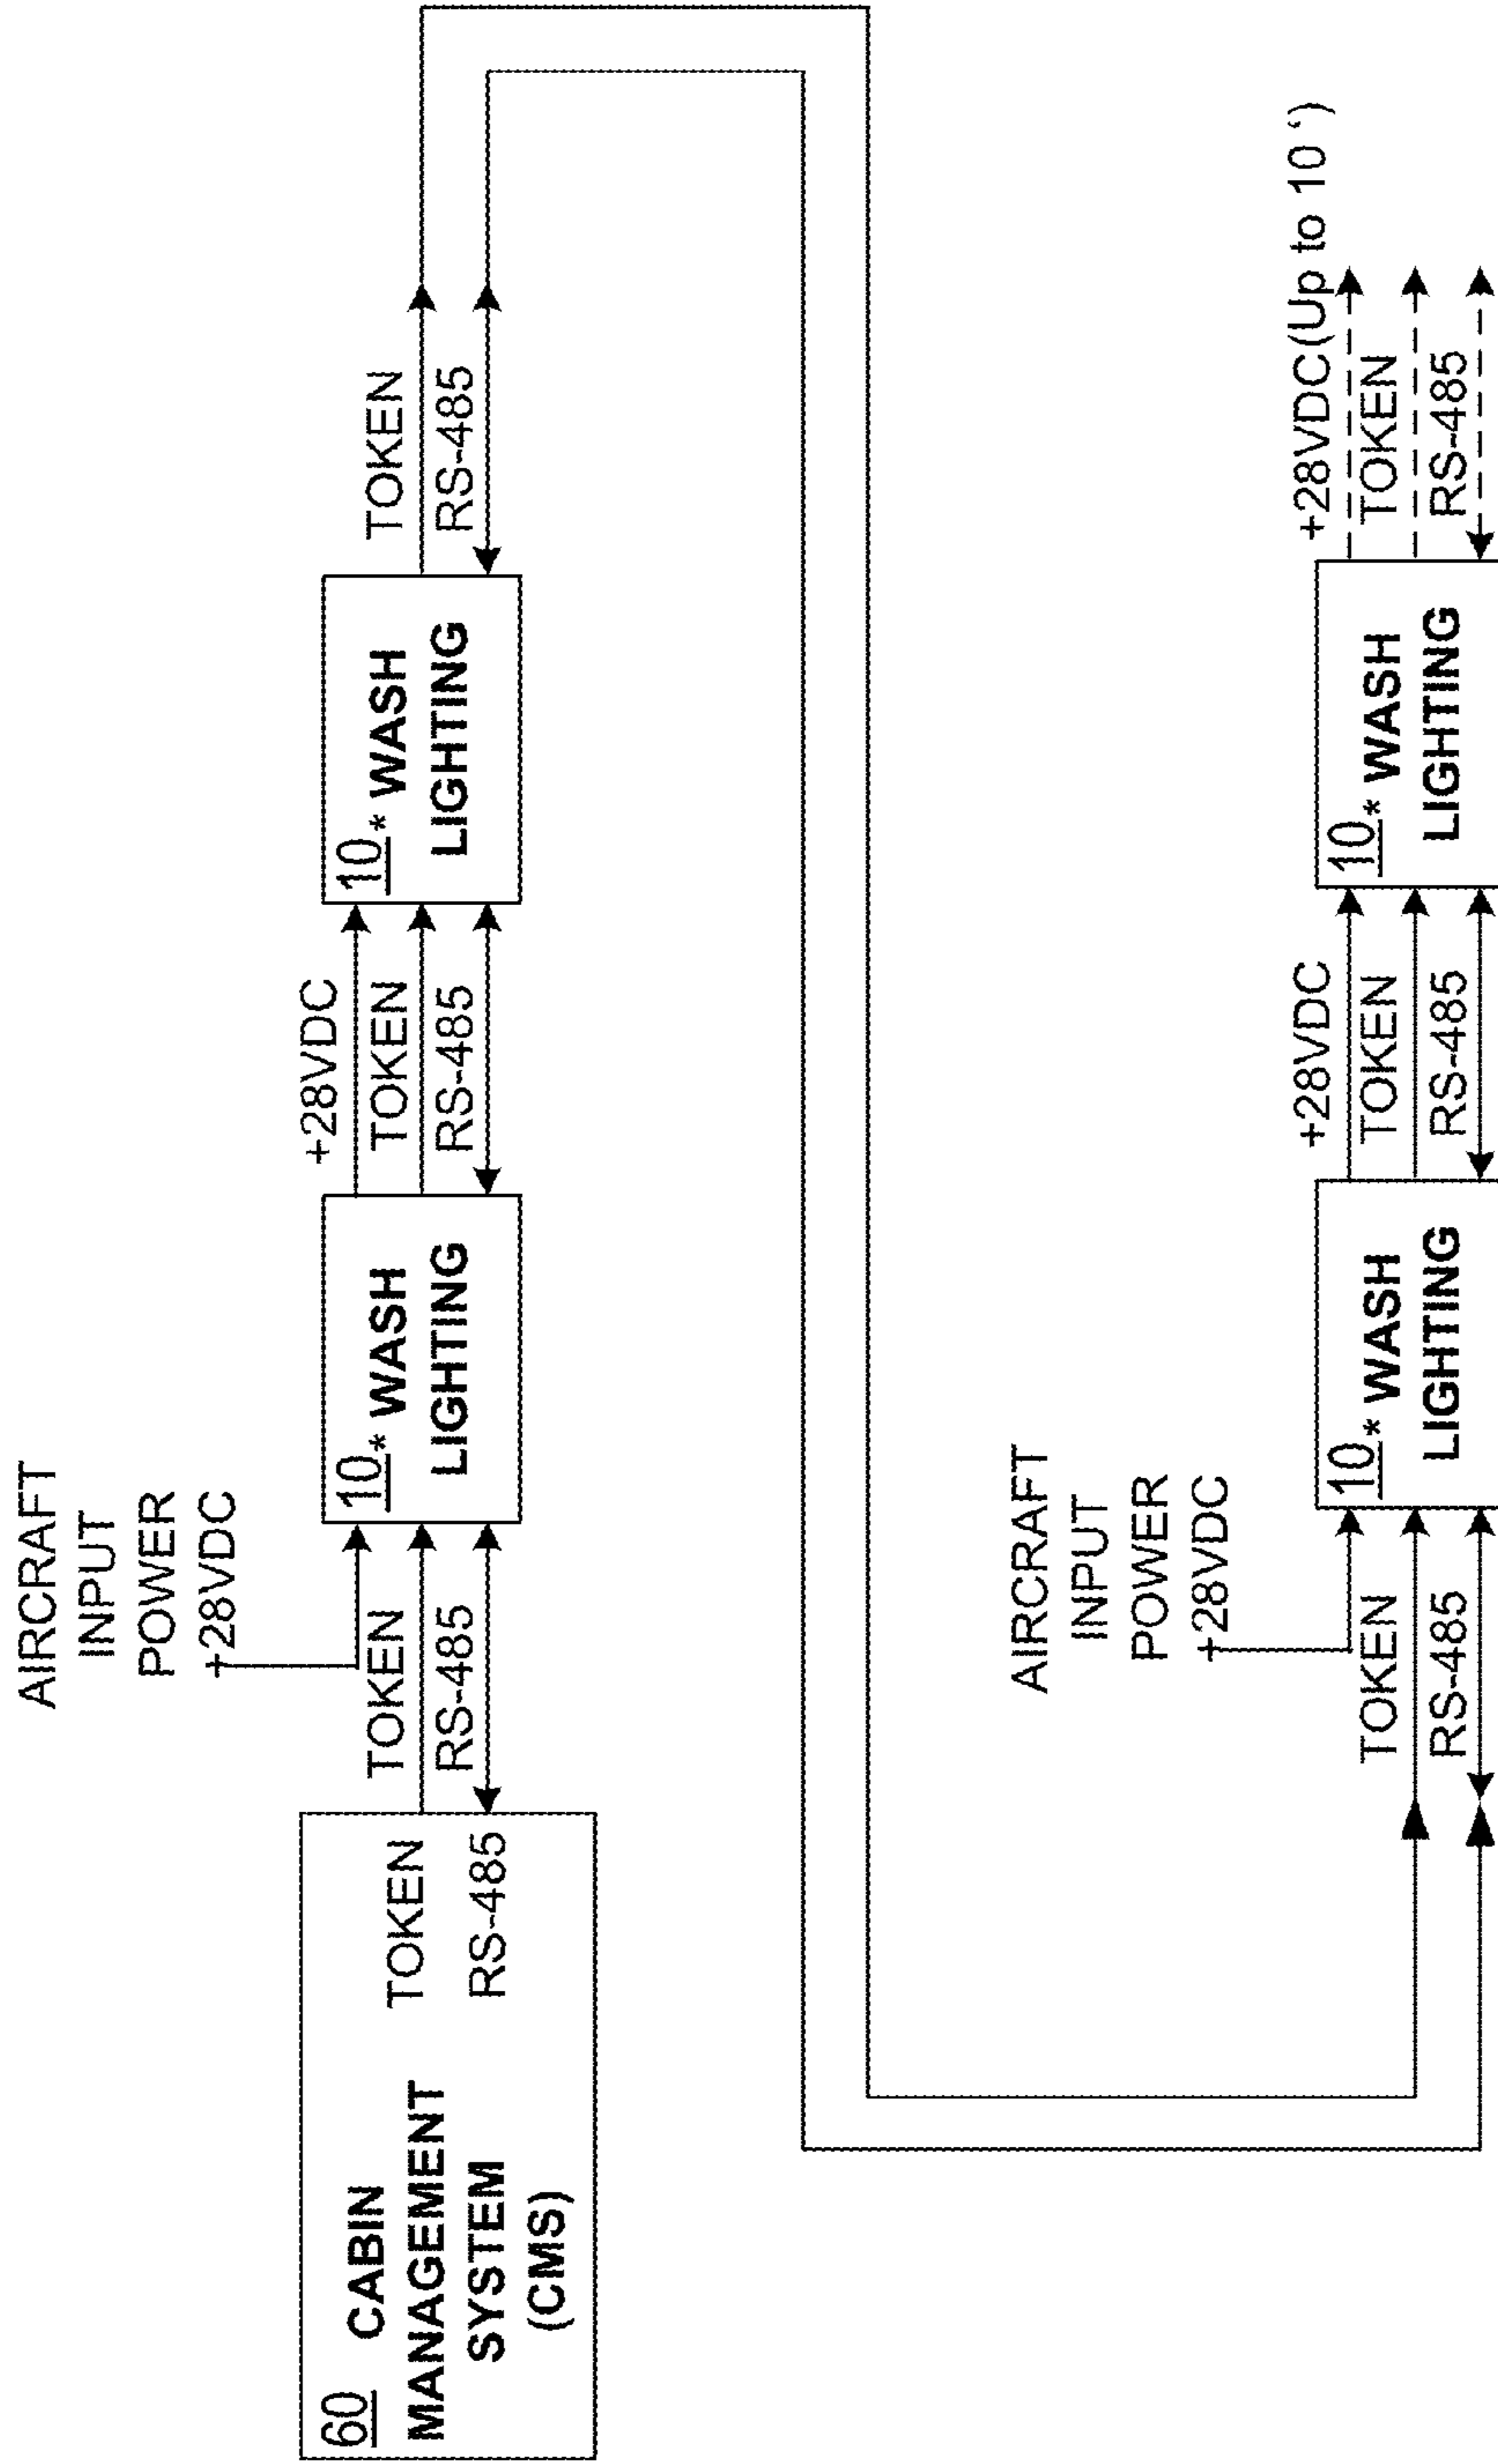 AIRCRAFT
INPUT
POWER
+28VDC
60 CABIN
MANAGEMENT
SYSTEM
(CMS)
TOKEN
RS-485
TOKEN
RS-485
10* WASH
LIGHTING
+28VDC
TOKEN
RS-485
10* WASH
LIGHTING
TOKEN
RS-485
AIRCRAFT
INPUT
POWER
+28VDC
TOKEN
RS-485
10* WASH
LIGHTING
+28VDC
TOKEN
RS-485
10* WASH
LIGHTING
+28VDC(Up to 10 ‘)
TOKEN
RS-485